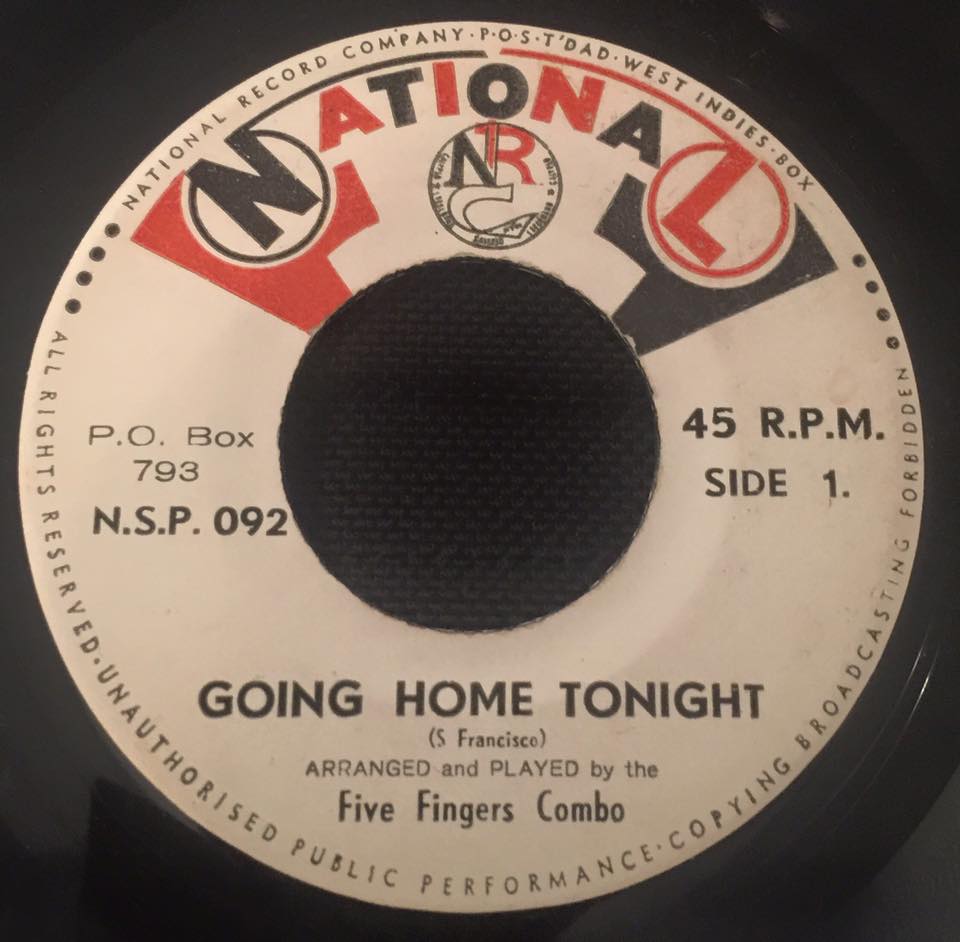 NATIONAL RECORD COMPANY·P·O·S·T'DAD·WEST INDIES·BOX
NATIONAL
NRC
P.O. Box
793
N.S.P. 092
45 R.P.M.
SIDE 1.
GOING HOME TONIGHT
(S Francisco)
ARRANGED and PLAYED by the
Five Fingers Combo
ALL RIGHTS RESERVED·UNAUTHORISED PUBLIC PERFORMANCE·COPYING BROADCASTING FORBIDDEN